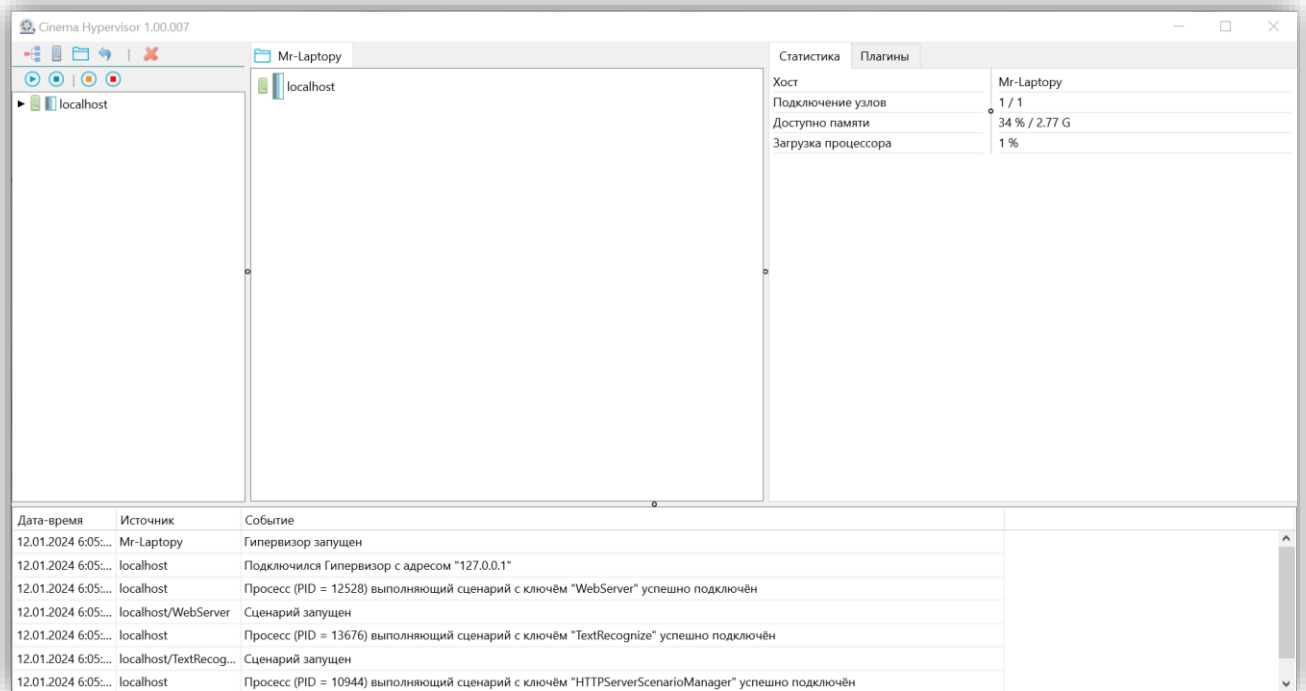 Cinema Hypervisor 1.00.007
Mr-Laptopy
Статистика Плагины
localhost
localhost
Хост Mr-Laptopy
Подключение узлов 1 / 1
Доступно памяти 34 % / 2.77 G
Загрузка процессора 1 %
Дата-время Источник Событие
12.01.2024 6:05:... Mr-Laptopy Гипервизор запущен
12.01.2024 6:05:... localhost Подключился Гипервизор с адресом "127.0.0.1"
12.01.2024 6:05:... localhost Просесс (PID = 12528) выполняющий сценарий с ключём "WebServer" успешно подключён
12.01.2024 6:05:... localhost/WebServer Сценарий запущен
12.01.2024 6:05:... localhost Просесс (PID = 13676) выполняющий сценарий с ключём "TextRecognize" успешно подключён
12.01.2024 6:05:... localhost/TextRecog... Сценарий запущен
12.01.2024 6:05:... localhost Просесс (PID = 10944) выполняющий сценарий с ключём "HTTPServerScenarioManager" успешно подключён